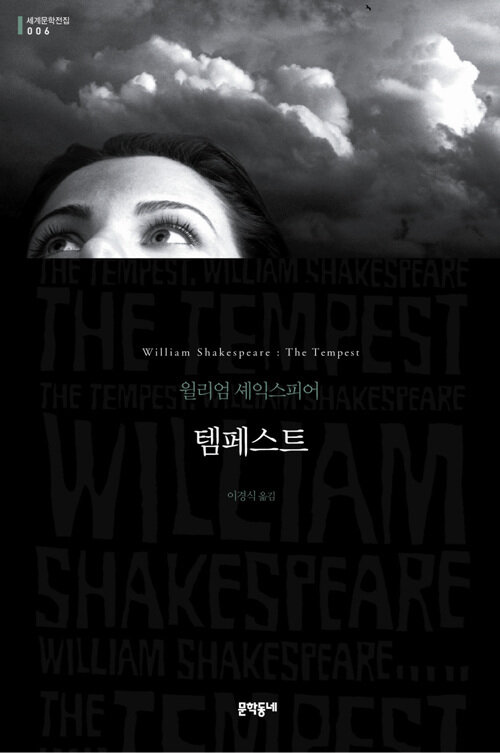 세계문학전집
006
THE TEMPEST, WILLIAM SHAKESPEARE
THE TEMPEST
William Shakespeare : The Tempest
THE TEMPEST, WILLIAM SHAKESPEARE
윌리엄 셰익스피어
템페스트
WILLIAM
이경식 옮김
SHAKESPEARE
WILLIAM SHAKESPEARE.....
THE TEMPEST
문학동네